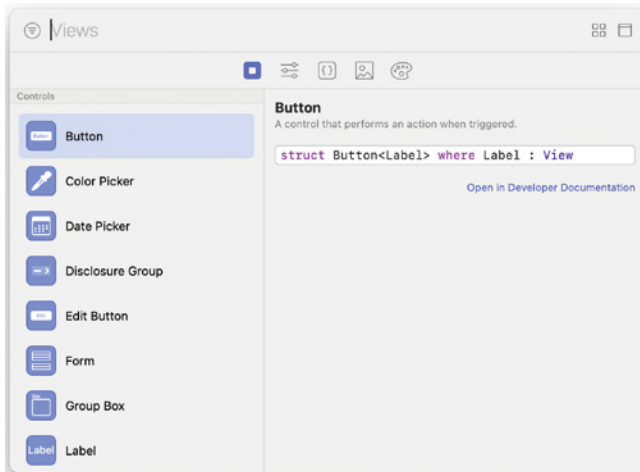 Views
Controls
Button
Color Picker
Date Picker
Disclosure Group
Edit Button
Form
Group Box
Label Label
Button
A control that performs an action when triggered.
struct Button<Label> where Label : View
Open in Developer Documentation